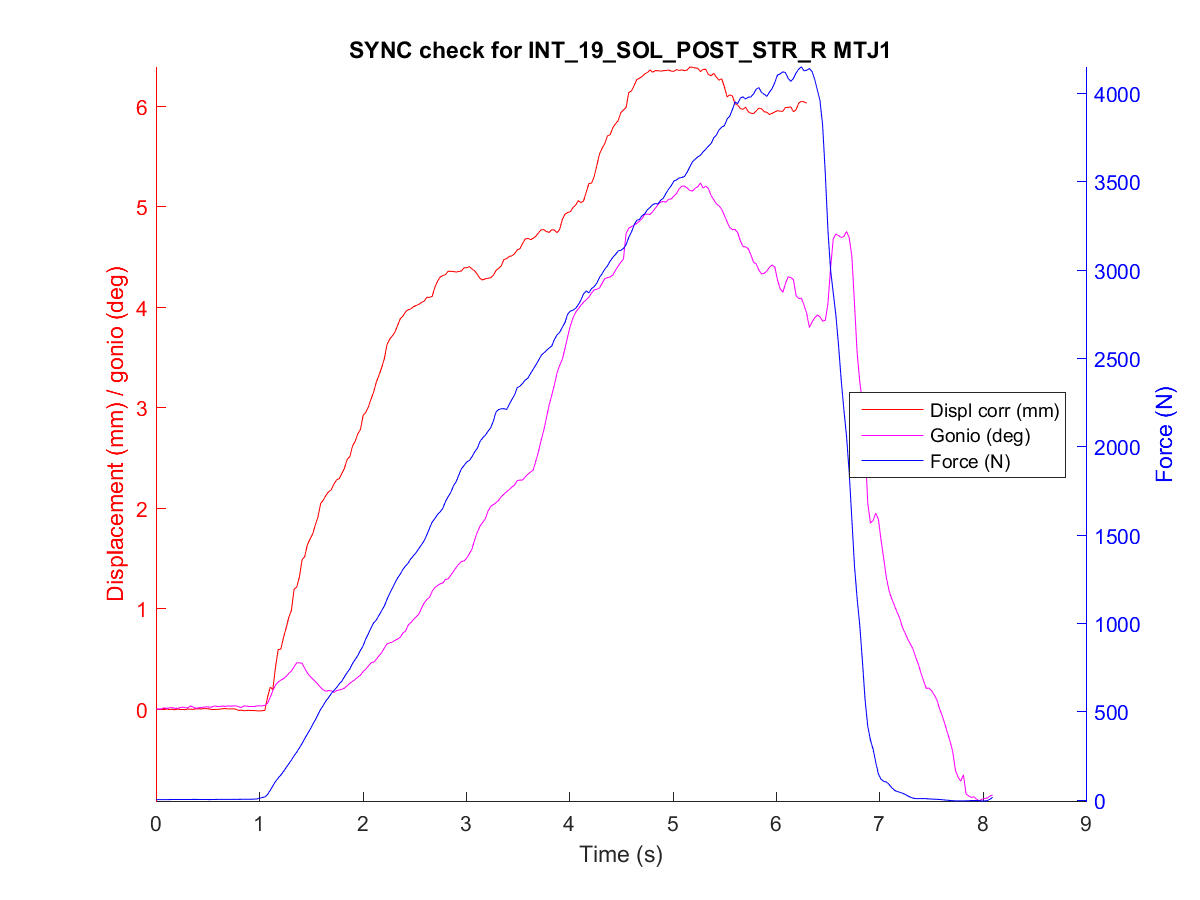 SYNC check for INT_19_SOL_POST_STR_R MTJ1
Displacement (mm) / gonio (deg)
6
5
4
3
2
1
0
4000
3500
3000
2500
2000
1500
1000
500
0
Force (N)
Displ corr (mm)
Gonio (deg)
Force (N)
0 1 2 3 4 5 6 7 8 9
Time (s)